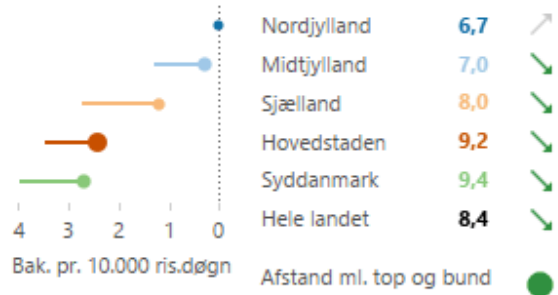 Nordjylland 6,7
Midtjylland 7,0
Sjælland 8,0
Hovedstaden 9,2
Syddanmark 9,4
Hele landet 8,4
4 3 2 1 0
Bak. pr. 10.000 ris.døgn
Afstand ml. top og bund